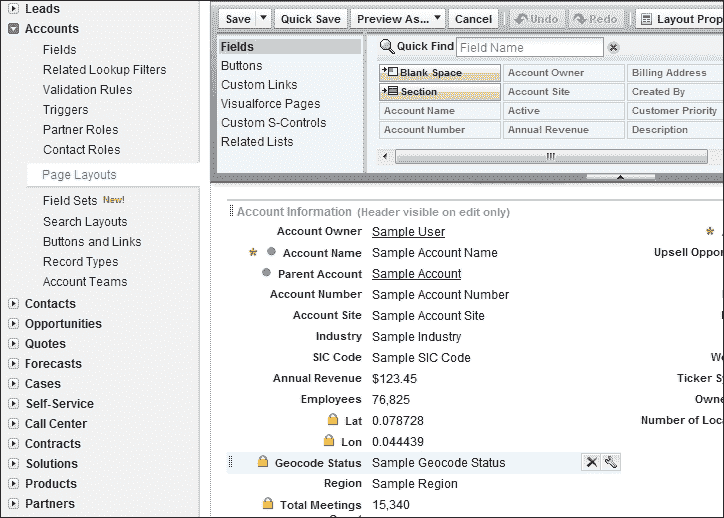 Leads
Accounts
Fields
Related Lookup Filters
Validation Rules
Triggers
Partner Roles
Contact Roles
Page Layouts
Field Sets New!
Search Layouts
Buttons and Links
Record Types
Account Teams
Contacts
Opportunities
Quotes
Forecasts
Cases
Self-Service
Call Center
Contracts
Solutions
Products
Partners
Save Quick Save Preview As... Cancel Undo Redo Layout Prop
Fields
Buttons
Custom Links
Visualforce Pages
Custom S-Controls
Related Lists
Quick Find Field Name
Blank Space Account Owner Billing Address
Section Account Site Created By
Account Name Active Customer Priority
Account Number Annual Revenue Description
Account Information (Header visible on edit only)
Account Owner Sample User
* Account Name Sample Account Name Upsell Oppor
Parent Account Sample Account
Account Number Sample Account Number
Account Site Sample Account Site
Industry Sample Industry
SIC Code Sample SIC Code
Annual Revenue $123.45 Ticker Sy
Employees 76,825 Owne
Lat 0.078728 Number of Loca
Lon 0.044439
Geocode Status Sample Geocode Status
Region Sample Region
Total Meetings 15,340